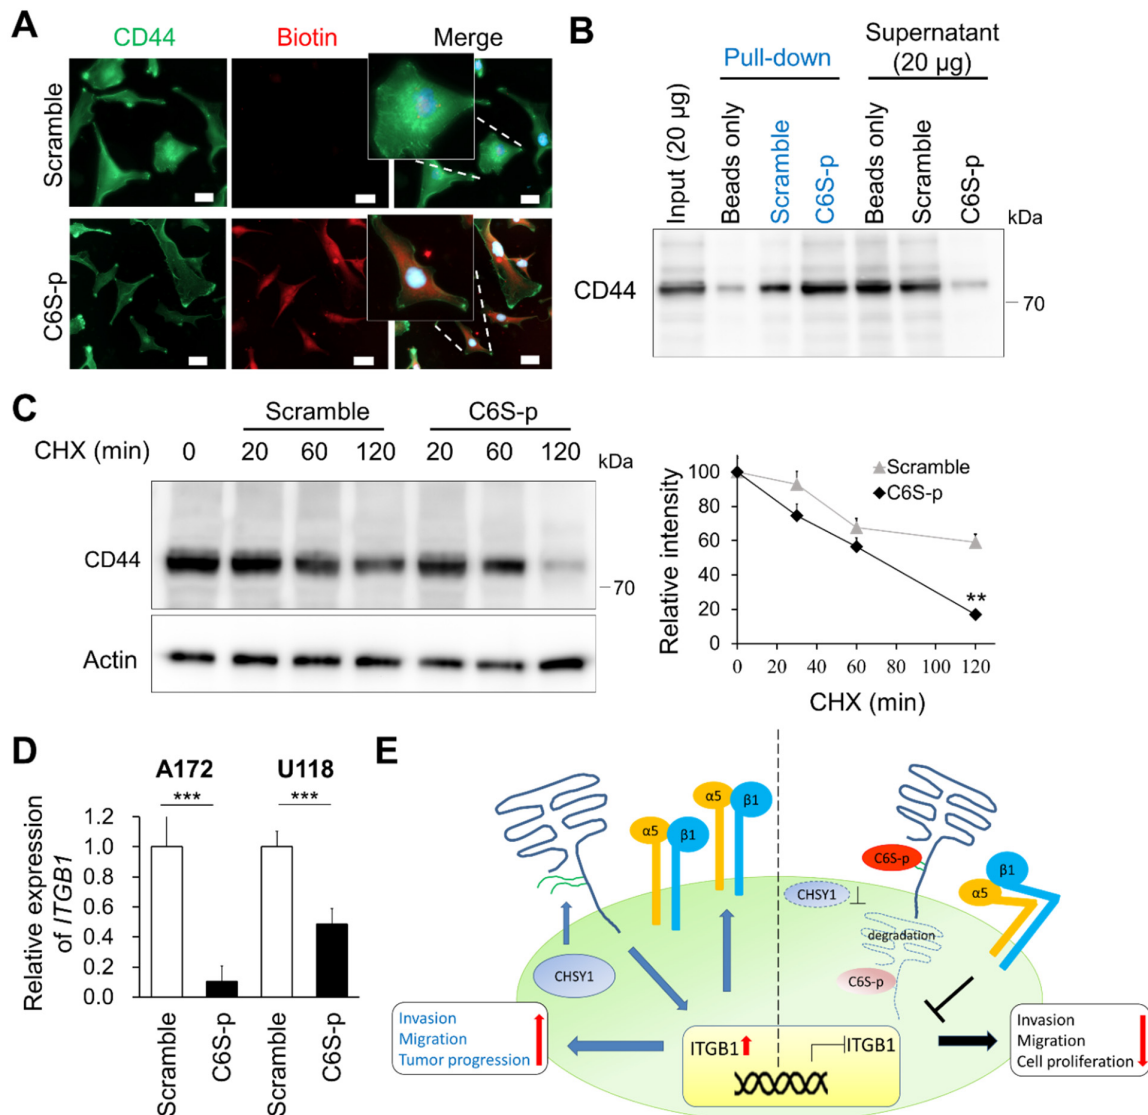 A
CD44
Biotin
Merge
Scramble
C6S-p
B
Pull-down
Supernatant
(20 µg)
Input (20 µg)
Beads only
Scramble
C6S-p
Beads only
Scramble
C6S-p
kDa
CD44
70
C
Scramble
C6S-p
CHX (min)
0
20
60
120
20
60
120
kDa
CD44
70
Actin
Relative intensity
100
80
60
40
20
0
Scramble
C6S-p
**
0
20
40
60
80
100
120
CHX (min)
D
A172
U118
***
***
Relative expression
of ITGB1
1.2
1.0
0.8
0.6
0.4
0.2
0.0
Scramble
C6S-p
Scramble
C6S-p
E
α5
β1
α5
β1
CHSY1
C6S-p
β1
α5
CHSY1
degradation
C6S-p
Invasion
Migration
Tumor progression
ITGB1
ITGB1
Invasion
Migration
Cell proliferation